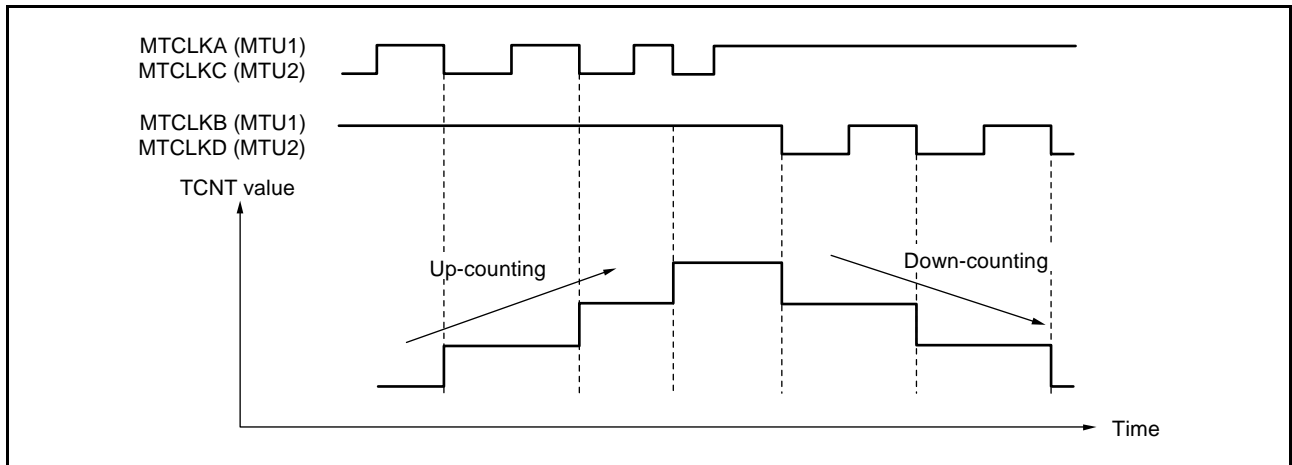 MTCLKA (MTU1)
MTCLKC (MTU2)
MTCLKB (MTU1)
MTCLKD (MTU2)
TCNT value
Up-counting
Down-counting
Time